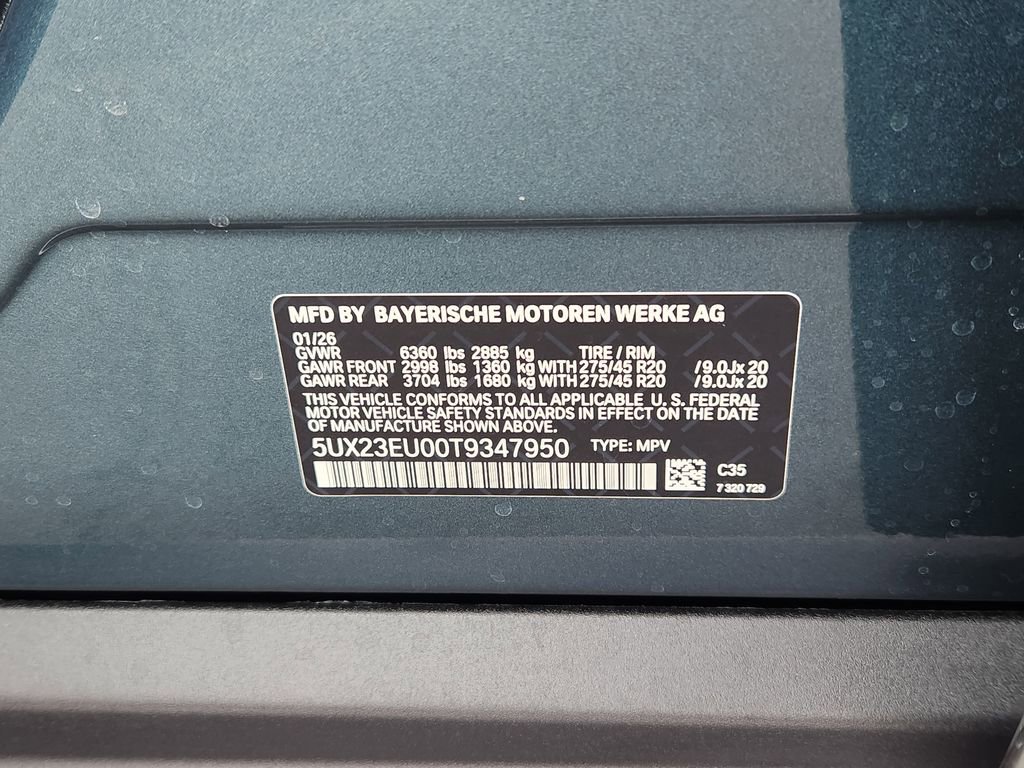 MFD BY BAYERISCHE MOTOREN WERKE AG
01/26
GVWR 6360 lbs 2885 kg TIRE / RIM
GAWR FRONT 2998 lbs 1360 kg WITH 275/45 R20 /9.0Jx 20
GAWR REAR 3704 lbs 1680 kg WITH 275/45 R20 /9.0Jx 20
THIS VEHICLE CONFORMS TO ALL APPLICABLE U. S. FEDERAL
MOTOR VEHICLE SAFETY STANDARDS IN EFFECT ON THE DATE
OF MANUFACTURE SHOWN ABOVE.
5UX23EU00T9347950 TYPE: MPV
C35
7 320 729